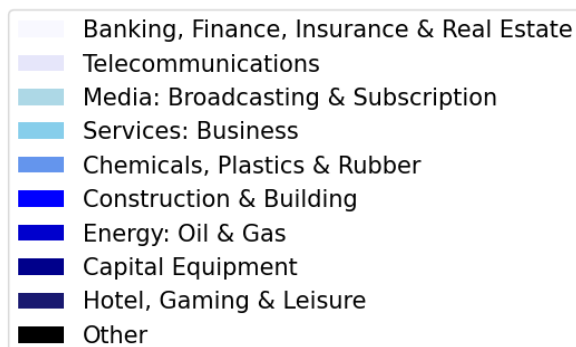 Banking, Finance, Insurance & Real Estate
Telecommunications
Media: Broadcasting & Subscription
Services: Business
Chemicals, Plastics & Rubber
Construction & Building
Energy: Oil & Gas
Capital Equipment
Hotel, Gaming & Leisure
Other